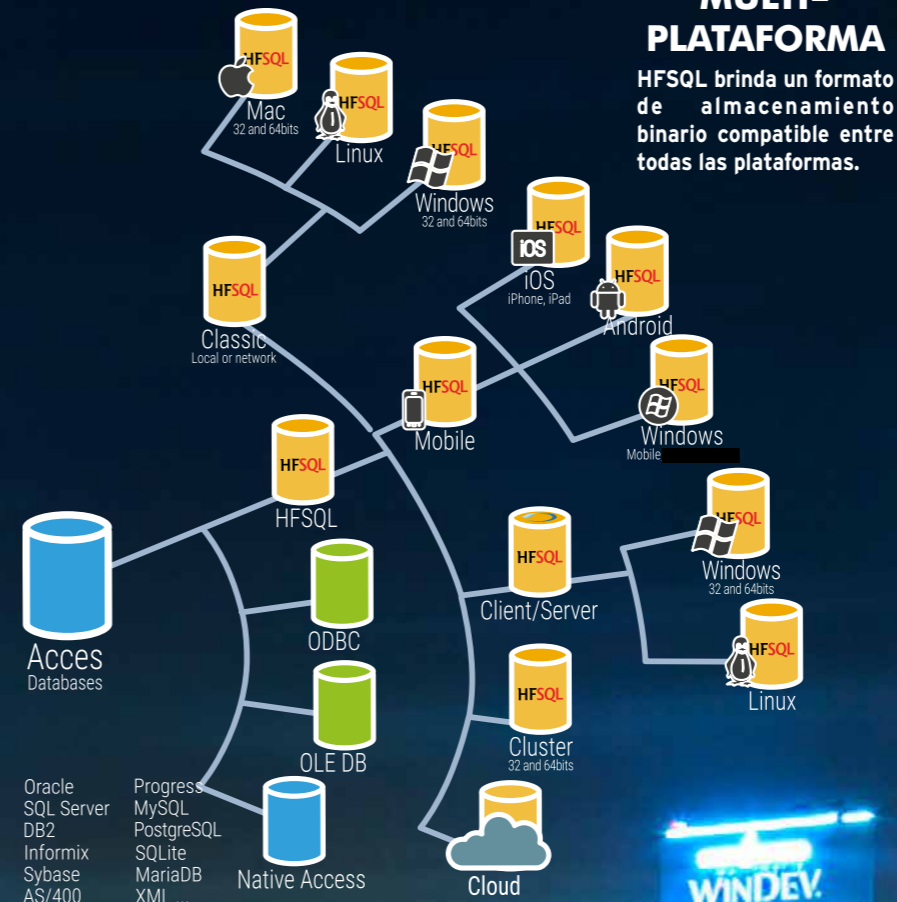 MULTI-
PLATAFORMA
HFSQL brinda un formato
de almacenamiento
binario compatible entre
todas las plataformas.
HFSQL
Mac
32 and 64bits
HFSQL
Linux
HFSQL
Windows
32 and 64bits
HFSQL
iOS
iOS
iPhone, iPad
HFSQL
Android
HFSQL
Classic
Local or network
HFSQL
Mobile
HFSQL
Windows
Mobile
HFSQL
HFSQL
HFSQL
Windows
32 and 64bits
HFSQL
Client/Server
HFSQL
Linux
Acces
Databases
ODBC
OLE DB
HFSQL
Cluster
32 and 64bits
Oracle
SQL Server
DB2
Informix
Sybase
AS/400
Progress
MySQL
PostgreSQL
SQLite
MariaDB
XML ...
Native Access
Cloud
WINDEV.